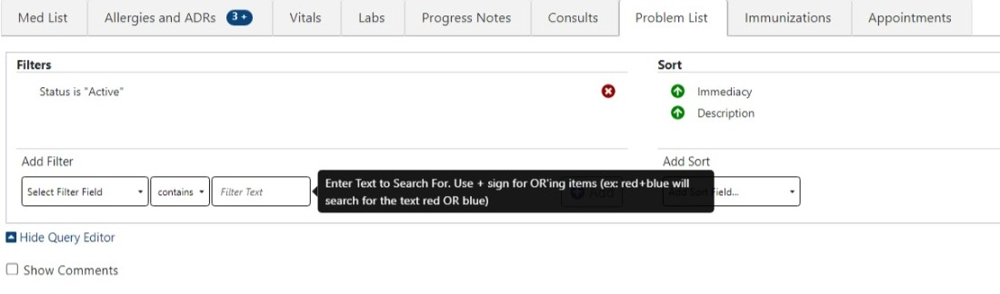 Med List Allergies and ADRs 3 + Vitals Labs Progress Notes Consults Problem List Immunizations Appointments
Filters
Status is "Active"
Sort
Immediacy
Description
Add Filter
Select Filter Field contains Filter Text
Enter Text to Search For. Use + sign for OR'ing items (ex: red+blue will
search for the text red OR blue)
Add
Add Sort
Add Sort Field...
Hide Query Editor
Show Comments